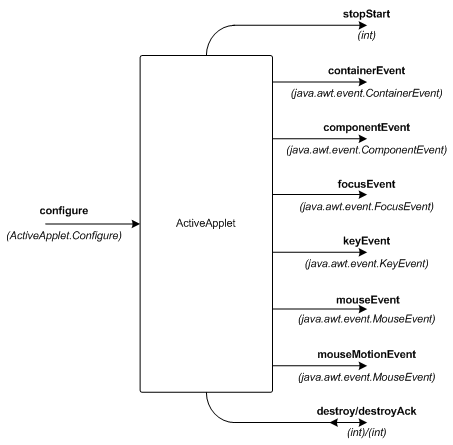 stopStart
(int)
containerEvent
(java.awt.event.ContainerEvent)
componentEvent
(java.awt.event.ComponentEvent)
focusEvent
(java.awt.event.FocusEvent)
configure
(ActiveApplet.Configure)
ActiveApplet
keyEvent
(java.awt.event.KeyEvent)
mouseEvent
(java.awt.event.MouseEvent)
mouseMotionEvent
(java.awt.event.MouseEvent)
destroy/destroyAck
(int)/(int)